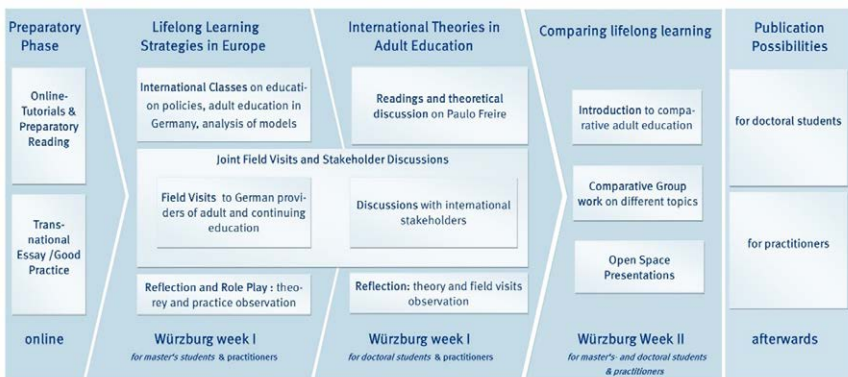 Preparatory
Phase
Online-
Tutorials &
Preparatory
Reading
Trans-
national
Essay /Good
Practice
online
Lifelong Learning
Strategies in Europe
International Classes on educati-
on policies, adult education in
Germany, analysis of models
International Theories in
Adult Education
Readings and theoretical
discussion on Paulo Freire
Joint Field Visits and Stakeholder Discussions
Field Visits to German provi-
ders of adult and continuing
education
Discussions with international
stakeholders
Reflection and Role Play : theo-
rey and practice observation
Würzburg week I
for master's students & practitioners
Reflection: theory and field visits
observation
Würzburg week I
for doctoral students & practitioners
Comparing lifelong learning
Introduction to compa-
rative adult education
Comparative Group
work on different topics
Open Space
Presentations
Würzburg Week II
for master's- and doctoral students
& practitioners
Publication
Possibilities
for doctoral students
for practitioners
afterwards